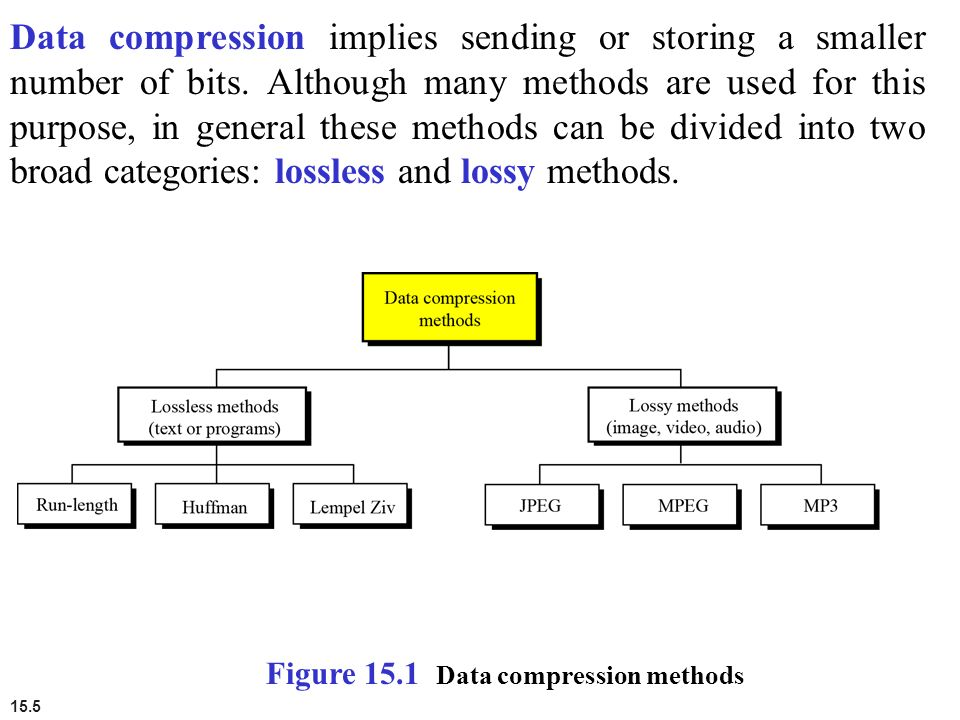 Data compression implies sending or storing a smaller
number of bits. Although many methods are used for this
purpose, in general these methods can be divided into two
broad categories: lossless and lossy methods.
Data compression
methods
Lossless methods
(text or programs)
Lossy methods
(image, video, audio)
Run-length
Huffman
Lempel Ziv
JPEG
MPEG
MP3
Figure 15.1 Data compression methods
15.5